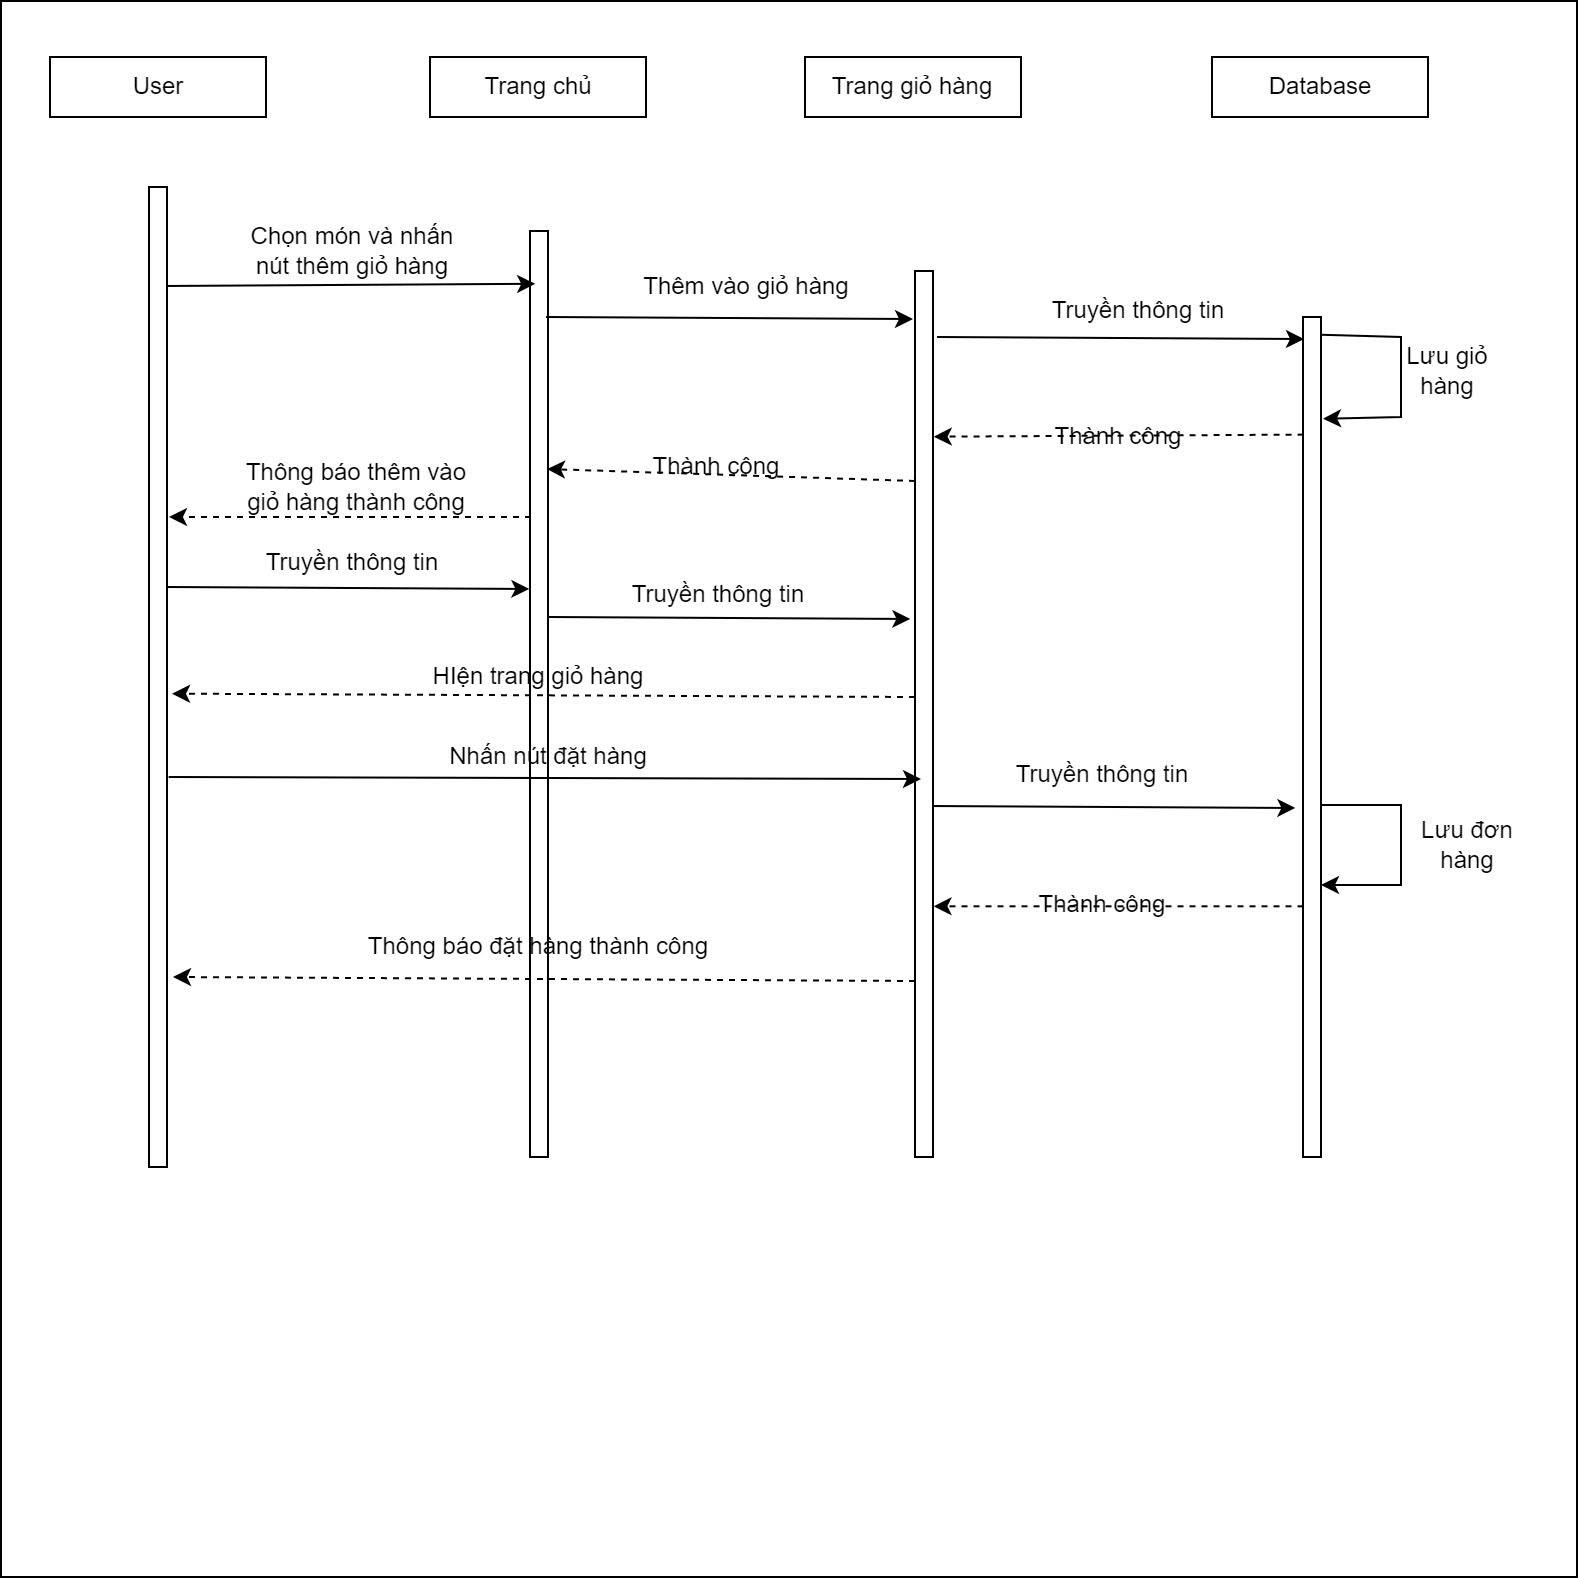 User
Trang chủ
Trang giỏ hàng
Database
Chọn món và nhấn
nút thêm giỏ hàng
Thêm vào giỏ hàng
Truyền thông tin
Lưu giỏ
hàng
Thành công
Thành công
Thông báo thêm vào
giỏ hàng thành công
Truyền thông tin
Truyền thông tin
HIện trang giỏ hàng
Nhấn nút đặt hàng
Truyền thông tin
Lưu đơn
hàng
Thành công
Thông báo đặt hàng thành công